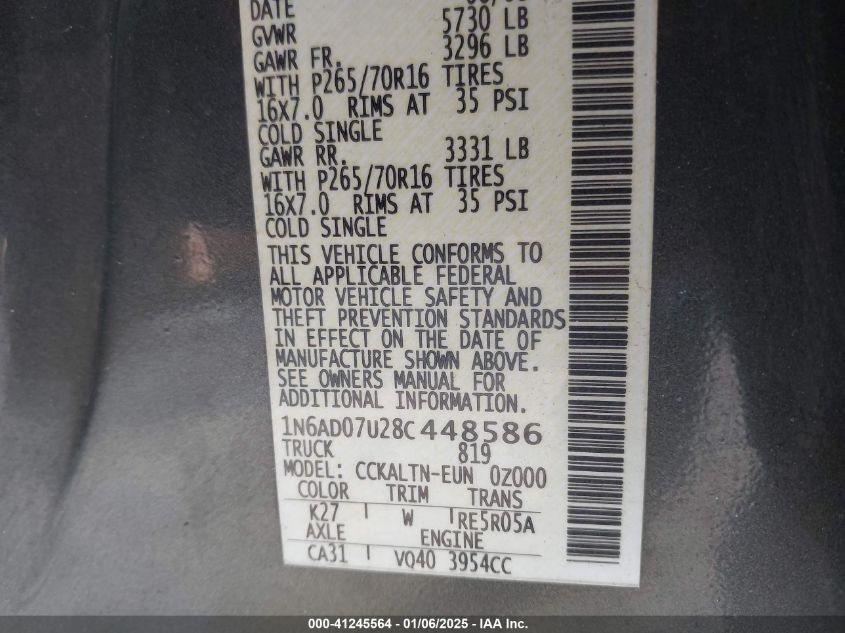 DATE
GVWR 5730 LB
GAWR FR. 3296 LB
WITH P265/70R16 TIRES
16X7.0 RIMS AT 35 PSI
COLD SINGLE
GAWR RR. 3331 LB
WITH P265/70R16 TIRES
16X7.0 RIMS AT 35 PSI
COLD SINGLE
THIS VEHICLE CONFORMS TO
ALL APPLICABLE FEDERAL
MOTOR VEHICLE SAFETY AND
THEFT PREVENTION STANDARDS
IN EFFECT ON THE DATE OF
MANUFACTURE SHOWN ABOVE.
SEE OWNERS MANUAL FOR
ADDITIONAL INFORMATION.
1N6AD07U28C448586
TRUCK 819
MODEL: CCKALTN-EUN 0Z000
COLOR TRIM TRANS
K27 W RE5R05A
AXLE ENGINE
CA31 VQ40 3954CC
000-41245564 - 01/06/2025 - IAA Inc.